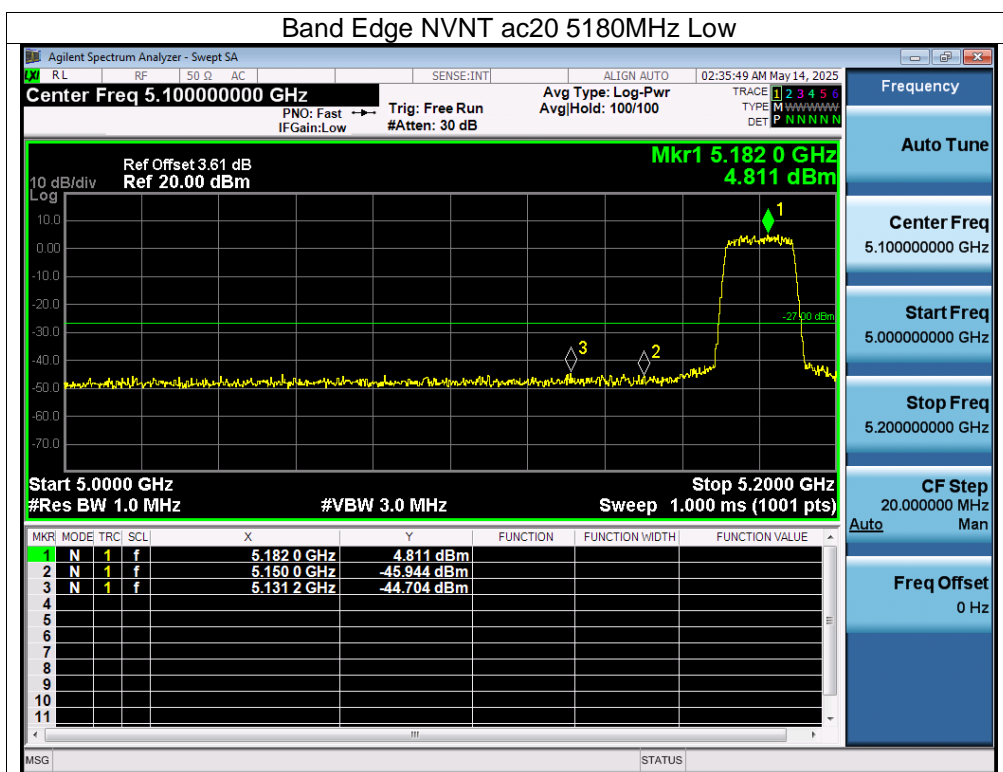 Band Edge NVNT ac20 5180MHz Low
Agilent Spectrum Analyzer - Swept SA
LXI RL RF 50 Ω AC SENSE:INT ALIGN AUTO 02:35:49 AM May 14, 2025
Center Freq 5.100000000 GHz
PNO: Fast
IFGain:Low
Trig: Free Run
#Atten: 30 dB
Avg Type: Log-Pwr
Avg|Hold: 100/100
TRACE 1 2 3 4 5 6
TYPE M WWWWW
DET P N N N N N
Frequency
Auto Tune
Center Freq
5.100000000 GHz
Start Freq
5.000000000 GHz
Stop Freq
5.200000000 GHz
CF Step
20.000000 MHz
Auto Man
Freq Offset
0 Hz
Ref Offset 3.61 dB
10 dB/div Ref 20.00 dBm
Log
Mkr1 5.182 0 GHz
4.811 dBm
10.0
0.00
-10.0
-20.0
-30.0
-40.0
-50.0
-60.0
-70.0
1
-27.00 dBm
3
2
Start 5.0000 GHz Stop 5.2000 GHz
#Res BW 1.0 MHz #VBW 3.0 MHz Sweep 1.000 ms (1001 pts)
MKR MODE TRC SCL X Y FUNCTION FUNCTION WIDTH FUNCTION VALUE
1 N 1 f 5.182 0 GHz 4.811 dBm
2 N 1 f 5.150 0 GHz -45.944 dBm
3 N 1 f 5.131 2 GHz -44.704 dBm
4
5
6
7
8
9
10
11
MSG STATUS